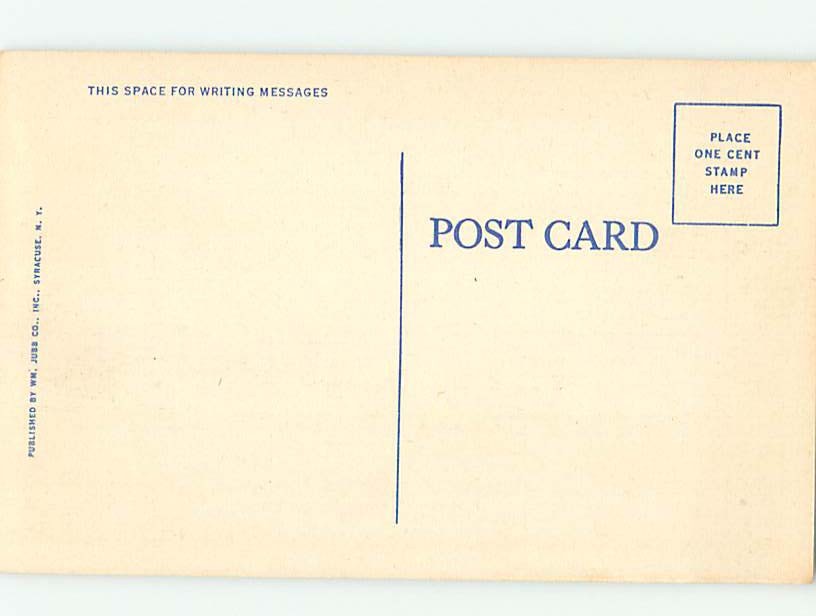 THIS SPACE FOR WRITING MESSAGES
PLACE
ONE CENT
STAMP
HERE
POST CARD
PUBLISHED BY WM. JUBB CO., INC., SYRACUSE, N. Y.